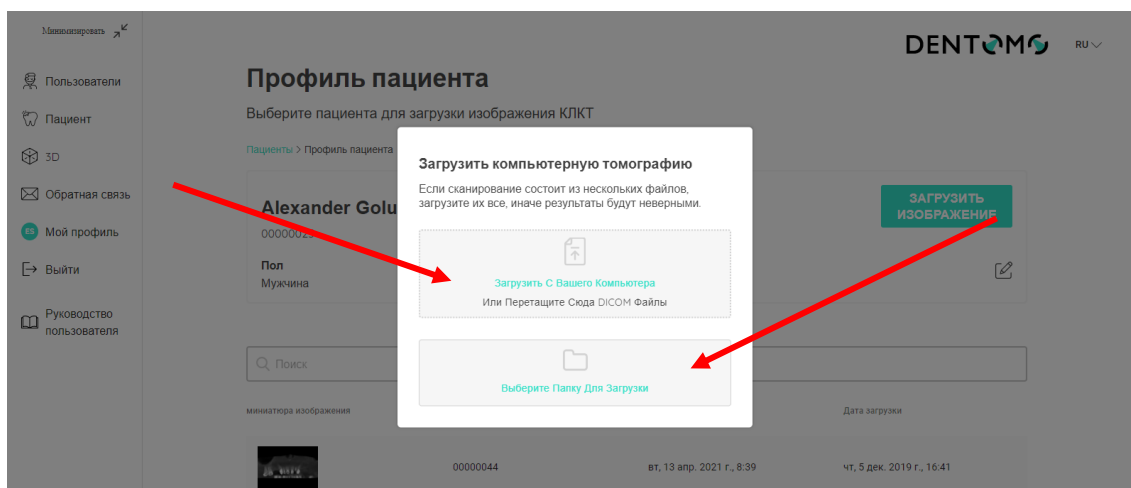 Минимизировать
DENTOMO
RU
Пользователи
Пациент
3D
Обратная связь
ES
Мой профиль
Выйти
Руководство
пользователя
Профиль пациента
Выберите пациента для загрузки изображения КЛКТ
Пациенты > Профиль пациента
Alexander Golu
ЗАГРУЗИТЬ
ИЗОБРАЖЕНИЕ
Пол
Мужчина
Загрузить компьютерную томографию
Если сканирование состоит из нескольких файлов,
загрузите их все, иначе результаты будут неверными.
Загрузить С Вашего Компьютера
Или Перетащите Сюда DICOM Файлы
Выберите Папку Для Загрузки
Поиск
миниатюра изображения
Дата загрузки
00000044
вт, 13 апр. 2021 г., 8:39
чт, 5 дек. 2019 г., 16:41